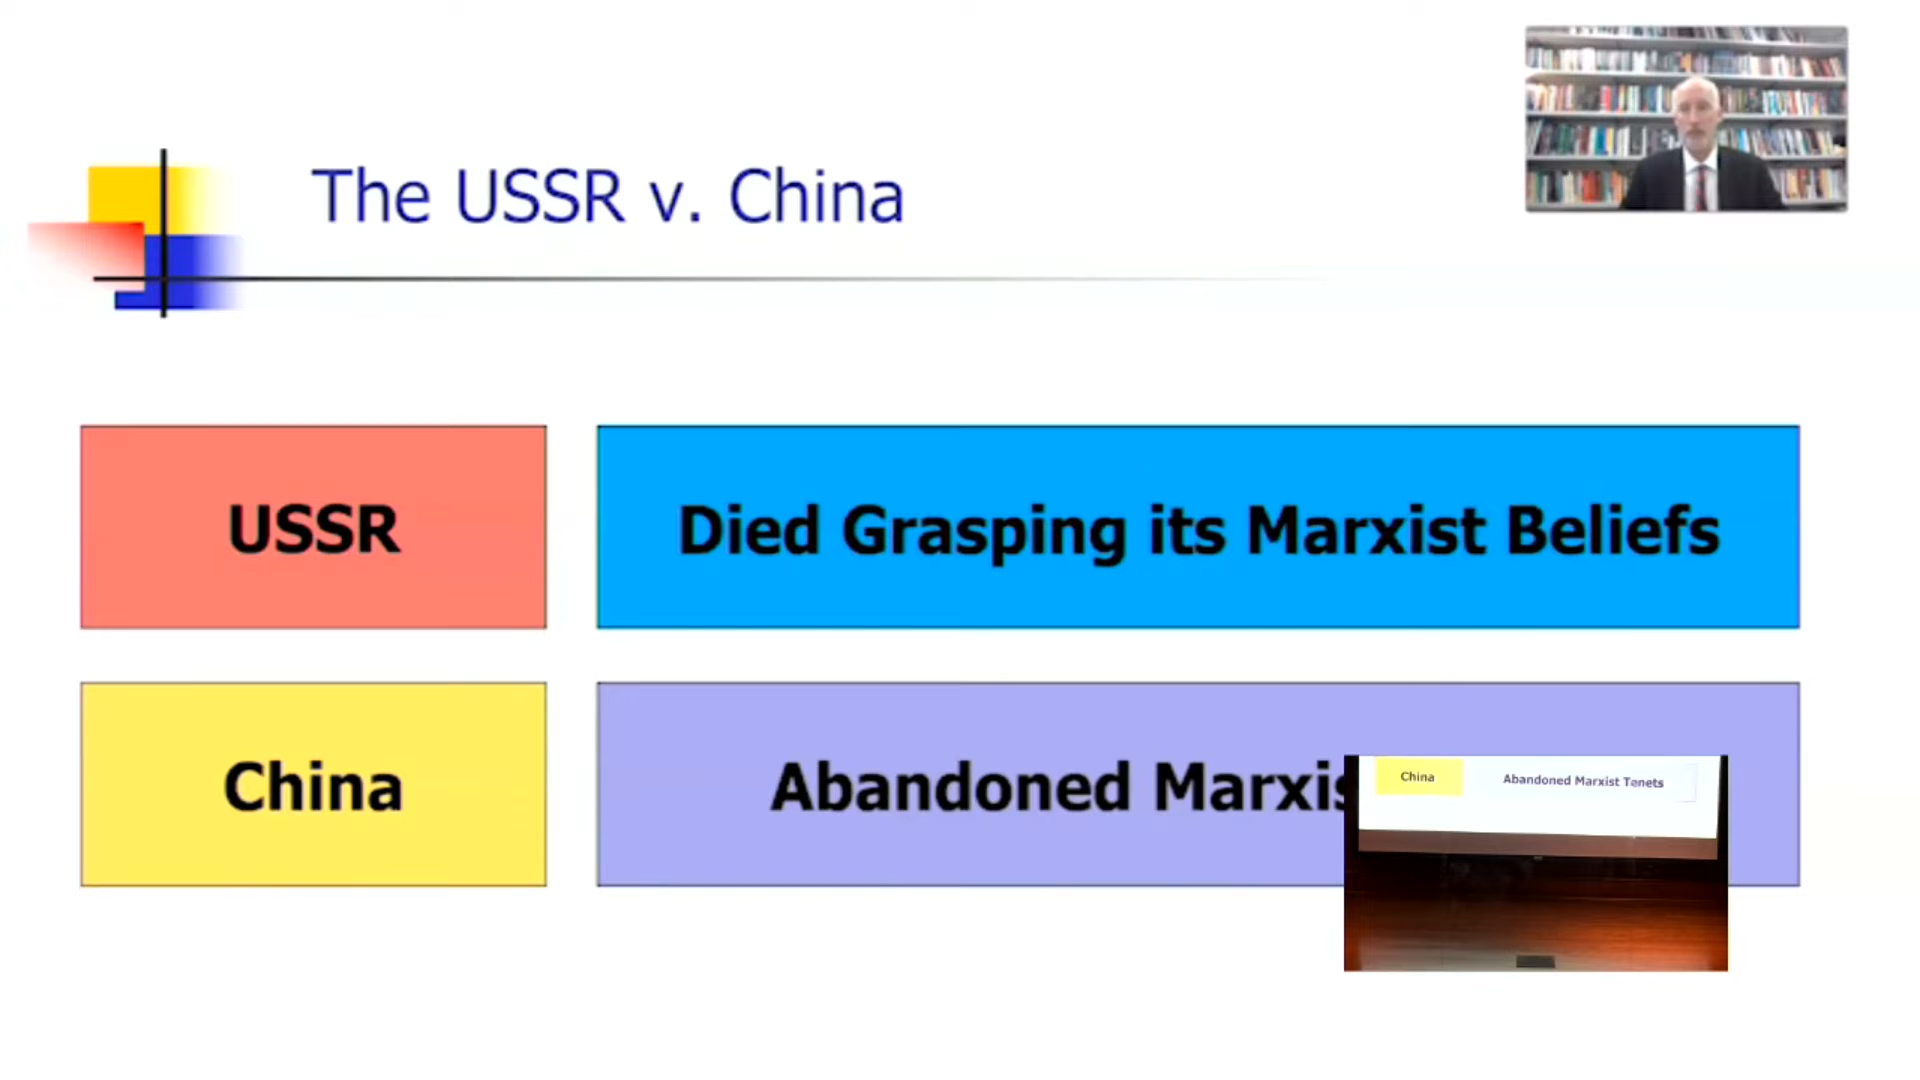 The USSR v. China
USSR
Died Grasping its Marxist Beliefs
China
Abandoned Marxis
China
Abandoned Marxist Tenets